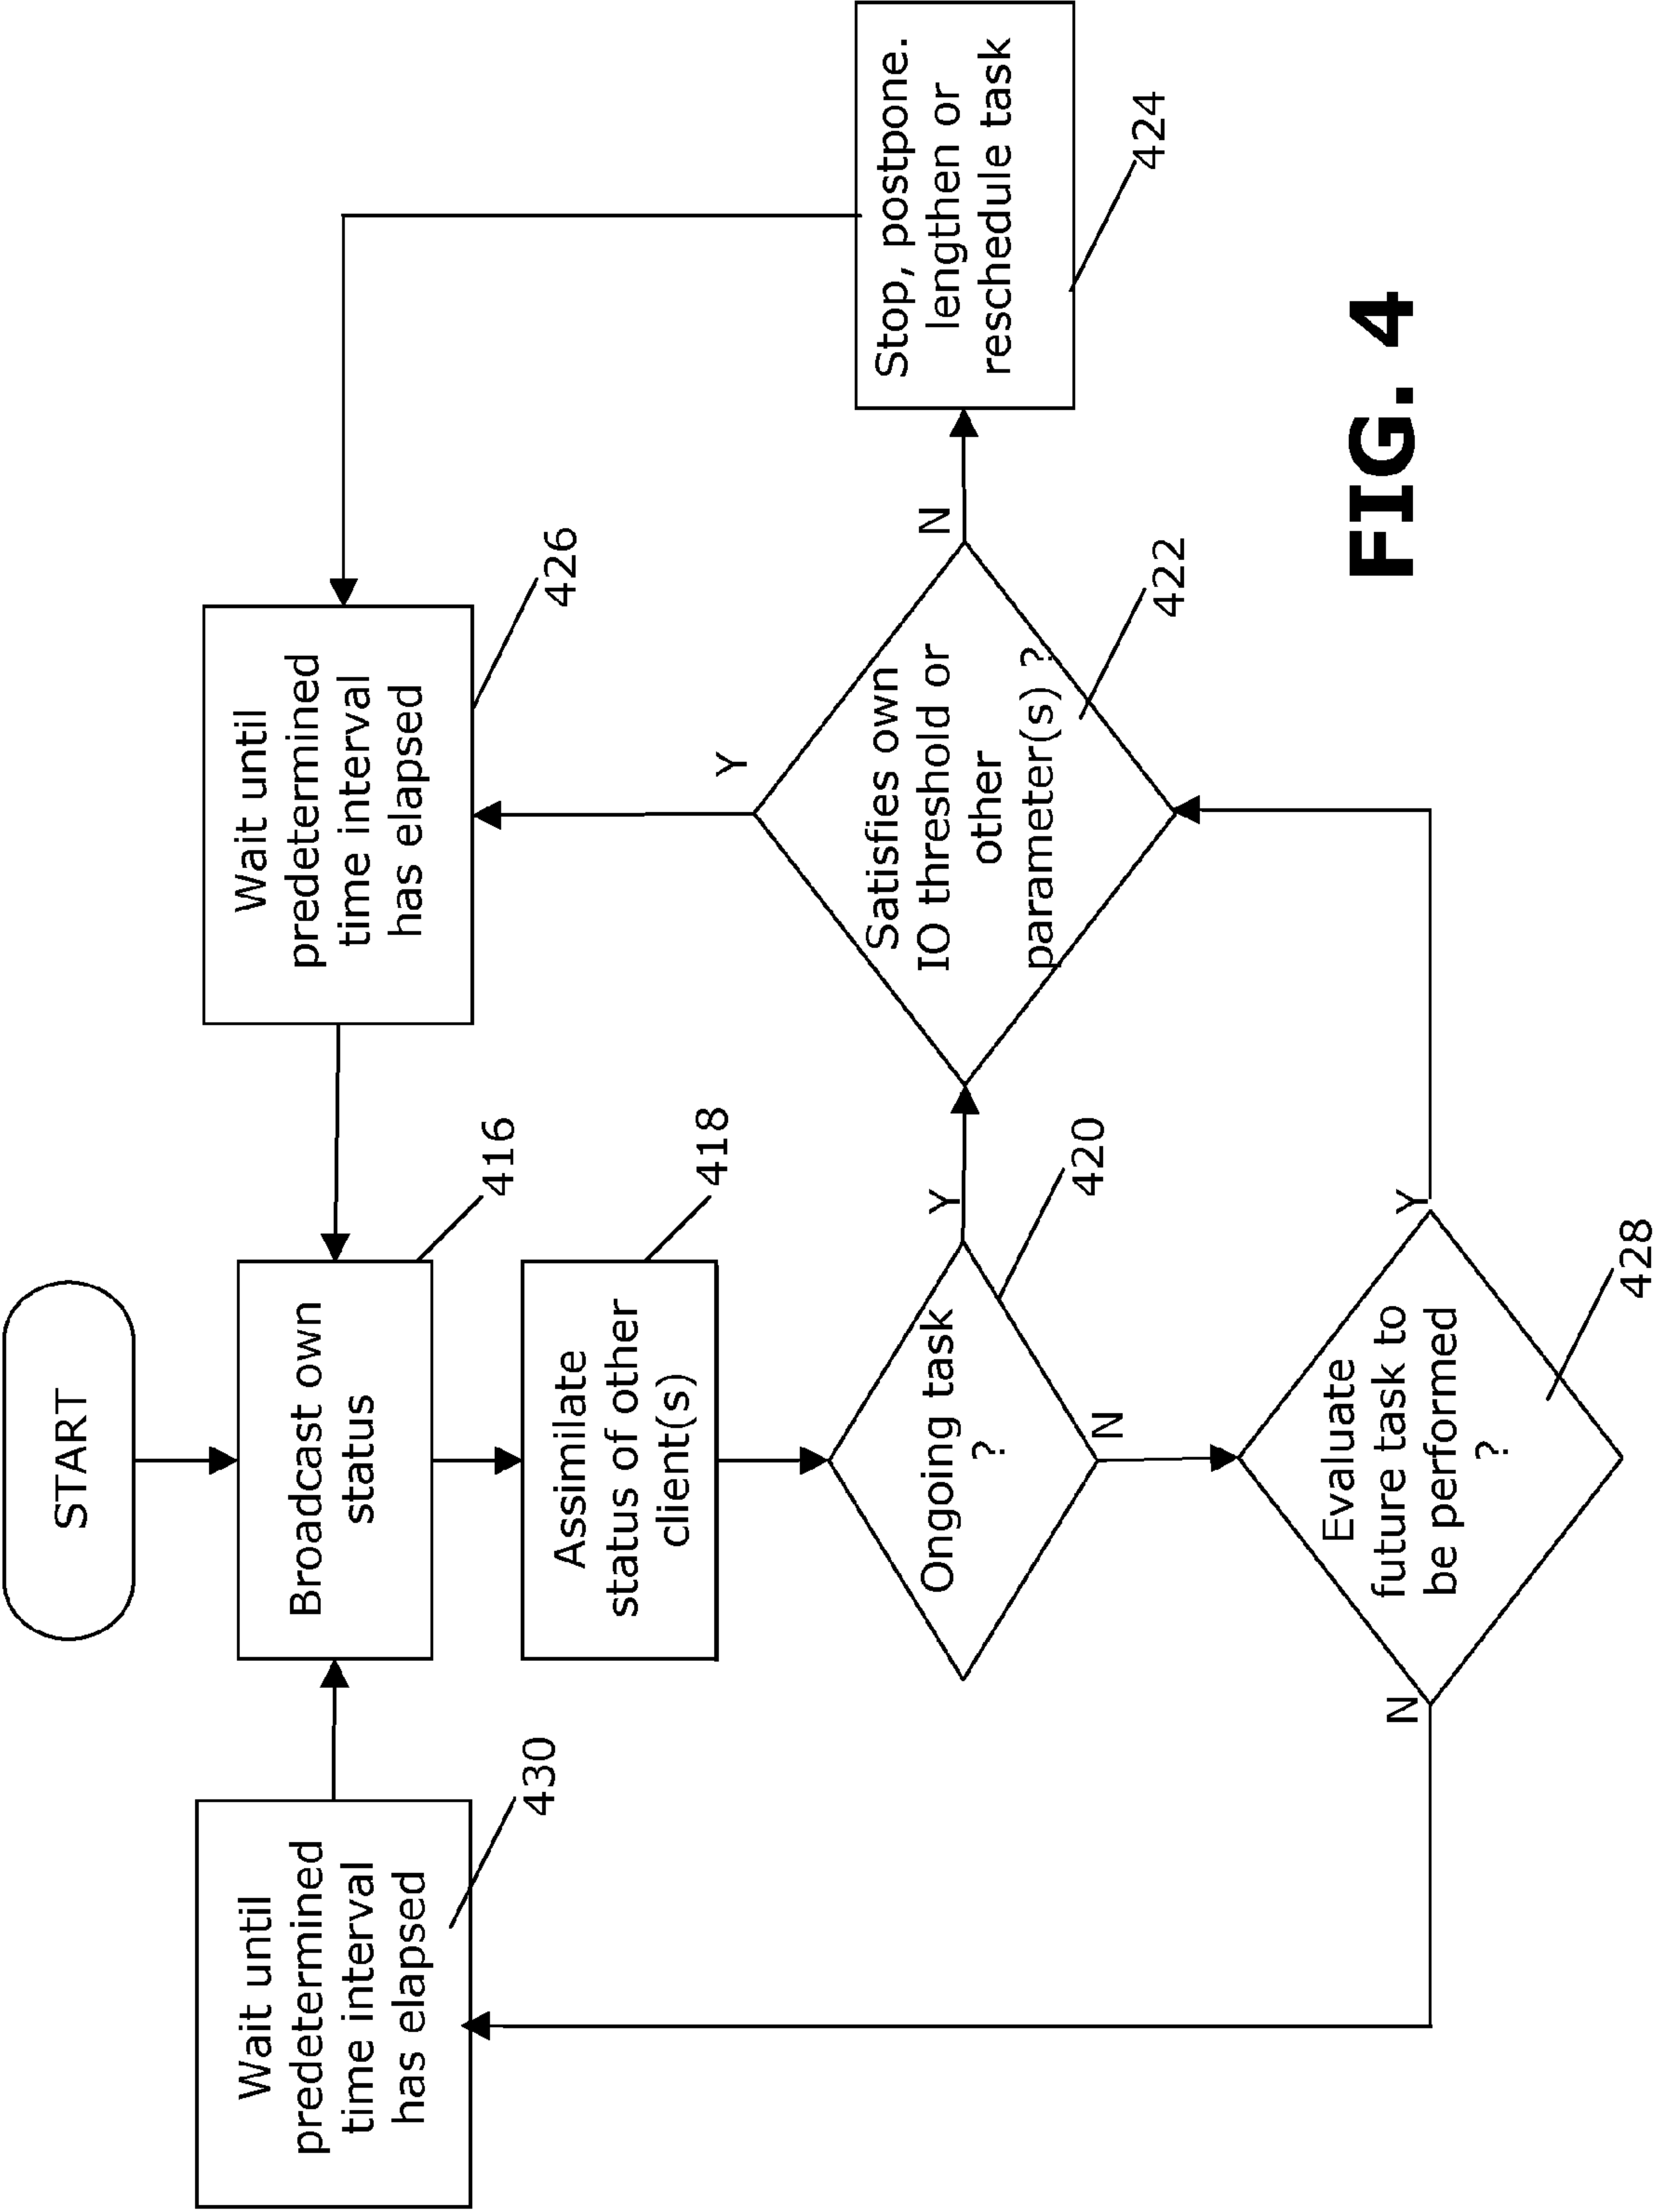 START
Wait until
predetermined
time interval
has elapsed
430
Broadcast own
status
416
Wait until
predetermined
time interval
has elapsed
426
Assimilate
status of other
client(s)
418
Ongoing task
?
Y
N
420
Satisfies own
IO threshold or
other
parameter(s) ?
Y
N
422
Stop, postpone.
lengthen or
reschedule task
424
Evaluate
future task to
be performed
?
N
Y
428
FIG. 4